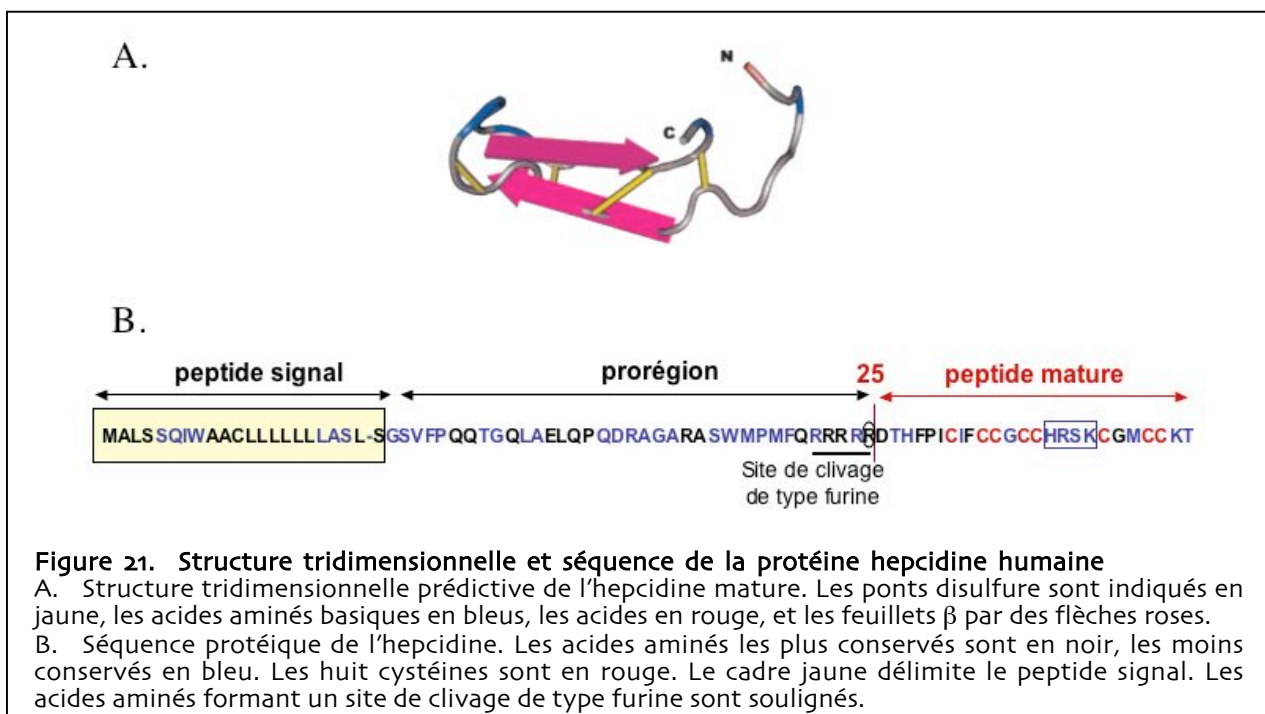 A.
N
C
B.
peptide signal prorégion 25 peptide mature
MALSSQIWAACLLLLLLLASL-SGSVFPQQTGQLAELQPQDRAGARASWMPMFQRRRRRDTHFPICIFCCGCCHRSKCGMCCKT
Site de clivage
de type furine
Figure 21. Structure tridimensionnelle et séquence de la protéine hepcidine humaine
A. Structure tridimensionnelle prédictive de l'hepcidine mature. Les ponts disulfure sont indiqués en
jaune, les acides aminés basiques en bleus, les acides en rouge, et les feuillets β par des flèches roses.
B. Séquence protéique de l'hepcidine. Les acides aminés les plus conservés sont en noir, les moins
conservés en bleu. Les huit cystéines sont en rouge. Le cadre jaune délimite le peptide signal. Les
acides aminés formant un site de clivage de type furine sont soulignés.